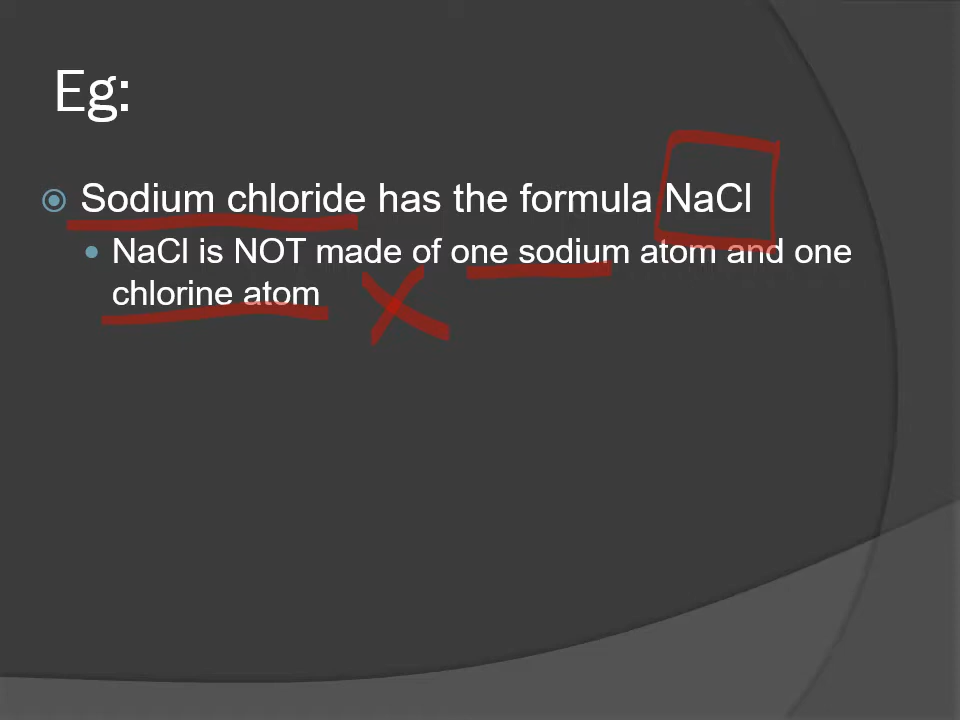 Eg:
Sodium chloride has the formula NaCl
NaCl is NOT made of one sodium atom and one
chlorine atom